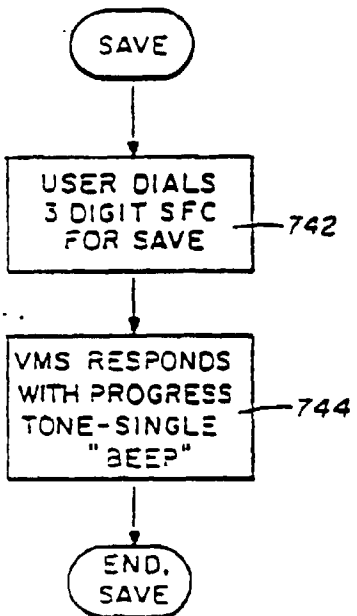 SAVE
USER DIALS
3 DIGIT SFC
FOR SAVE
742
VMS RESPONDS
WITH PROGRESS
TONE-SINGLE
"BEEP"
744
END,
SAVE